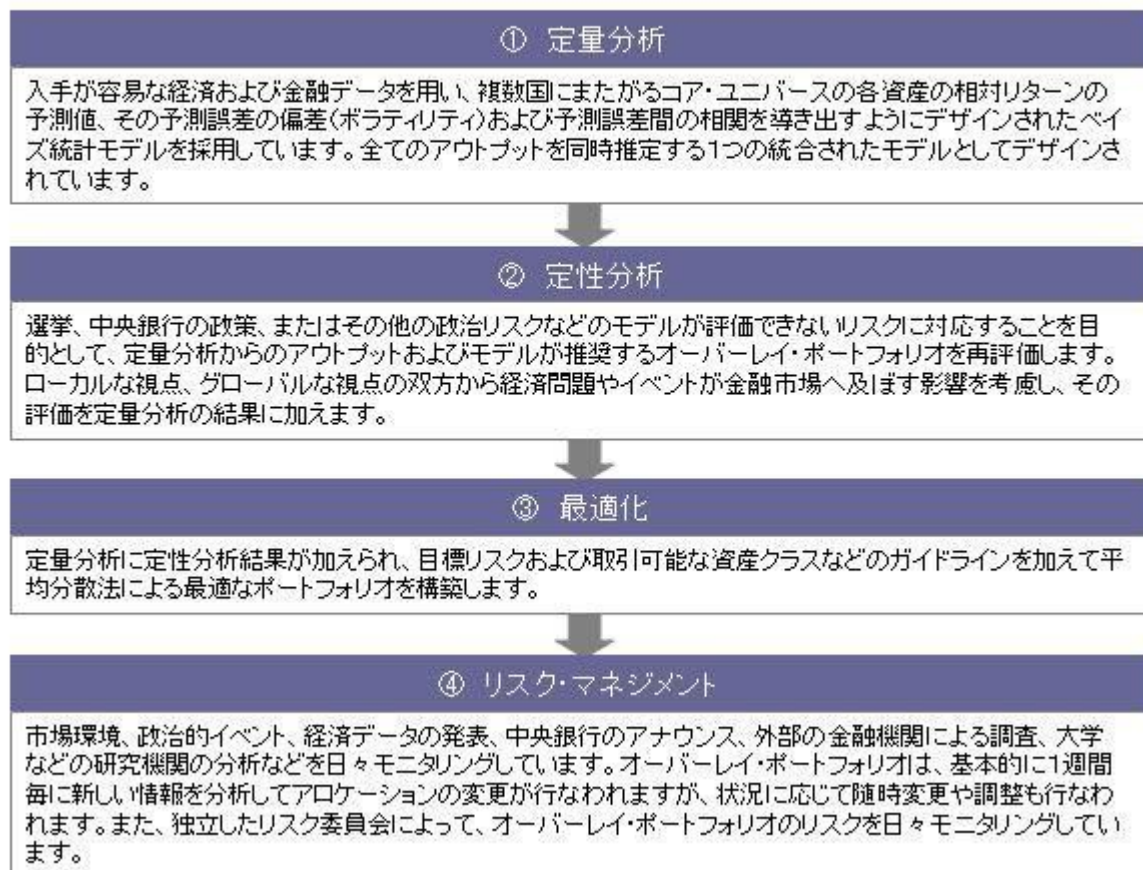 ① 定量分析
入手が容易な経済および金融データを用い、複数国にまたがるコア・ユニバースの各資産の相対リターンの
予測値、その予測誤差の偏差(ボラティリティ)および予測誤差間の相関を導き出すようにデザインされたベイ
ズ統計モデルを採用しています。全てのアウトプットを同時推定する1つの統合されたモデルとしてデザインさ
れています。
② 定性分析
選挙、中央銀行の政策、またはその他の政治リスクなどのモデルが評価できないリスクに対応することを目
的として、定量分析からのアウトプットおよびモデルが推奨するオーバーレイ・ポートフォリオを再評価します。
ローカルな視点、グローバルな視点の双方から経済問題やイベントが金融市場へ及ぼす影響を考慮し、その
評価を定量分析の結果に加えます。
③ 最適化
定量分析に定性分析結果が加えられ、目標リスクおよび取引可能な資産クラスなどのガイドラインを加えて平
均分散法による最適なポートフォリオを構築します。
④ リスク・マネジメント
市場環境、政治的イベント、経済データの発表、中央銀行のアナウンス、外部の金融機関による調査、大学
などの研究機関の分析などを日々モニタリングしています。オーバーレイ・ポートフォリオは、基本的に1週間
毎に新しい情報を分析してアロケーションの変更が行なわれますが、状況に応じて随時変更や調整も行なわ
れます。また、独立したリスク委員会によって、オーバーレイ・ポートフォリオのリスクを日々モニタリングしてい
ます。